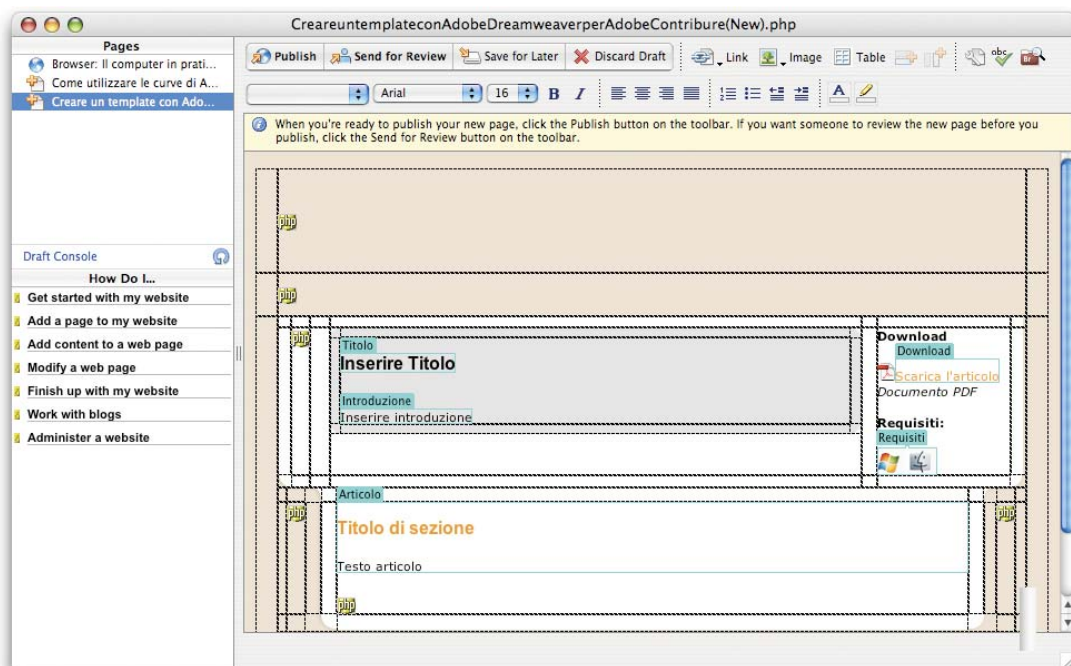 CreareuntemplateconAdobeDreamweaverperAdobeContribure(New).php
Pages
Browser: Il computer in prati...
Come utilizzare le curve di A...
Creare un template con Ado...
Draft Console
How Do I...
Get started with my website
Add a page to my website
Add content to a web page
Modify a web page
Finish up with my website
Work with blogs
Administer a website
Publish Send for Review Save for Later Discard Draft Link Image Table abc
Arial 16 B I A
When you're ready to publish your new page, click the Publish button on the toolbar. If you want someone to review the new page before you
publish, click the Send for Review button on the toolbar.
php
php
php
Titolo
Inserire Titolo
Introduzione
Inserire introduzione
Download
Download
Scarica l'articolo
Documento PDF
Requisiti:
Requisiti
Articolo
php
php
Titolo di sezione
Testo articolo
php